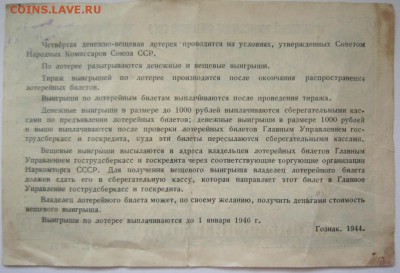 COINS.LAVE.RU
Четвёртая денежно-вещевая лотерея проводится на условиях, утвержденных Советом
Народных Комиссаров Союза ССР.
По лотерее разыгрываются денежные и вещевые выигрыши.
Тираж выигрышей по лотерее производится после окончания распространения
лотерейных билетов.
Выигрыши по лотерейным билетам выплачиваются после проведения тиража.
Денежные выигрыши в размере до 1000 рублей выплачиваются сберегательными кас-
сами по предъявлении лотерейных билетов; денежные выигрыши в размере 1000 рублей
и выше выплачиваются после проверки лотерейных билетов Главным Управлением гос-
трудсберкасс и госкредита, куда эти билеты пересылаются сберегательными кассами.
Вещевые выигрыши высылаются в адреса владельцев лотерейных билетов Главным
Управлением гострудсберкасс и госкредита через соответствующие торгующие организации
Наркомторга СССР. Для получения вещевого выигрыша владелец лотерейного билета
должен сдать его в сберегательную кассу, которая направляет этот билет в Главное
Управление гострудсберкасс и госкредита.
Владелец лотерейного билета может, по своему желанию, получить деньгами стоимость
вещевого выигрыша.
Выигрыши по лотерее выплачиваются до 1 января 1946 г.
Гознак. 1944.